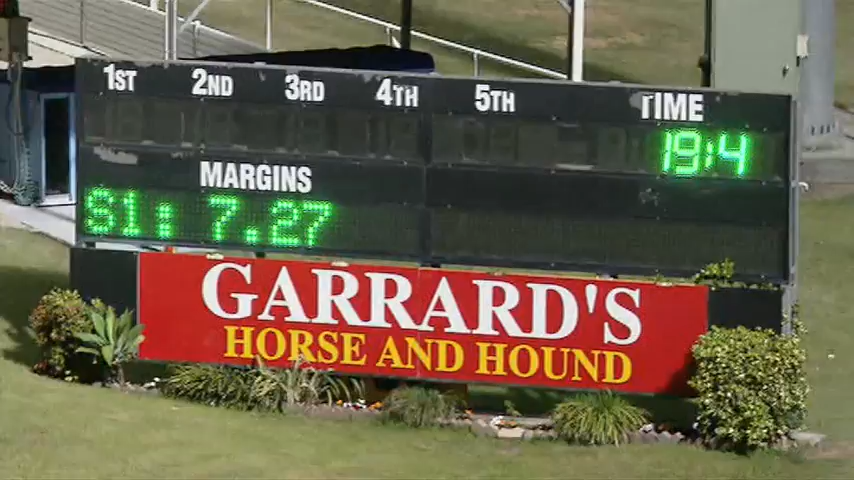 1ST 2ND 3RD 4TH 5TH TIME
19:4
MARGINS
S1: 7.27
GARRARD'S
HORSE AND HOUND